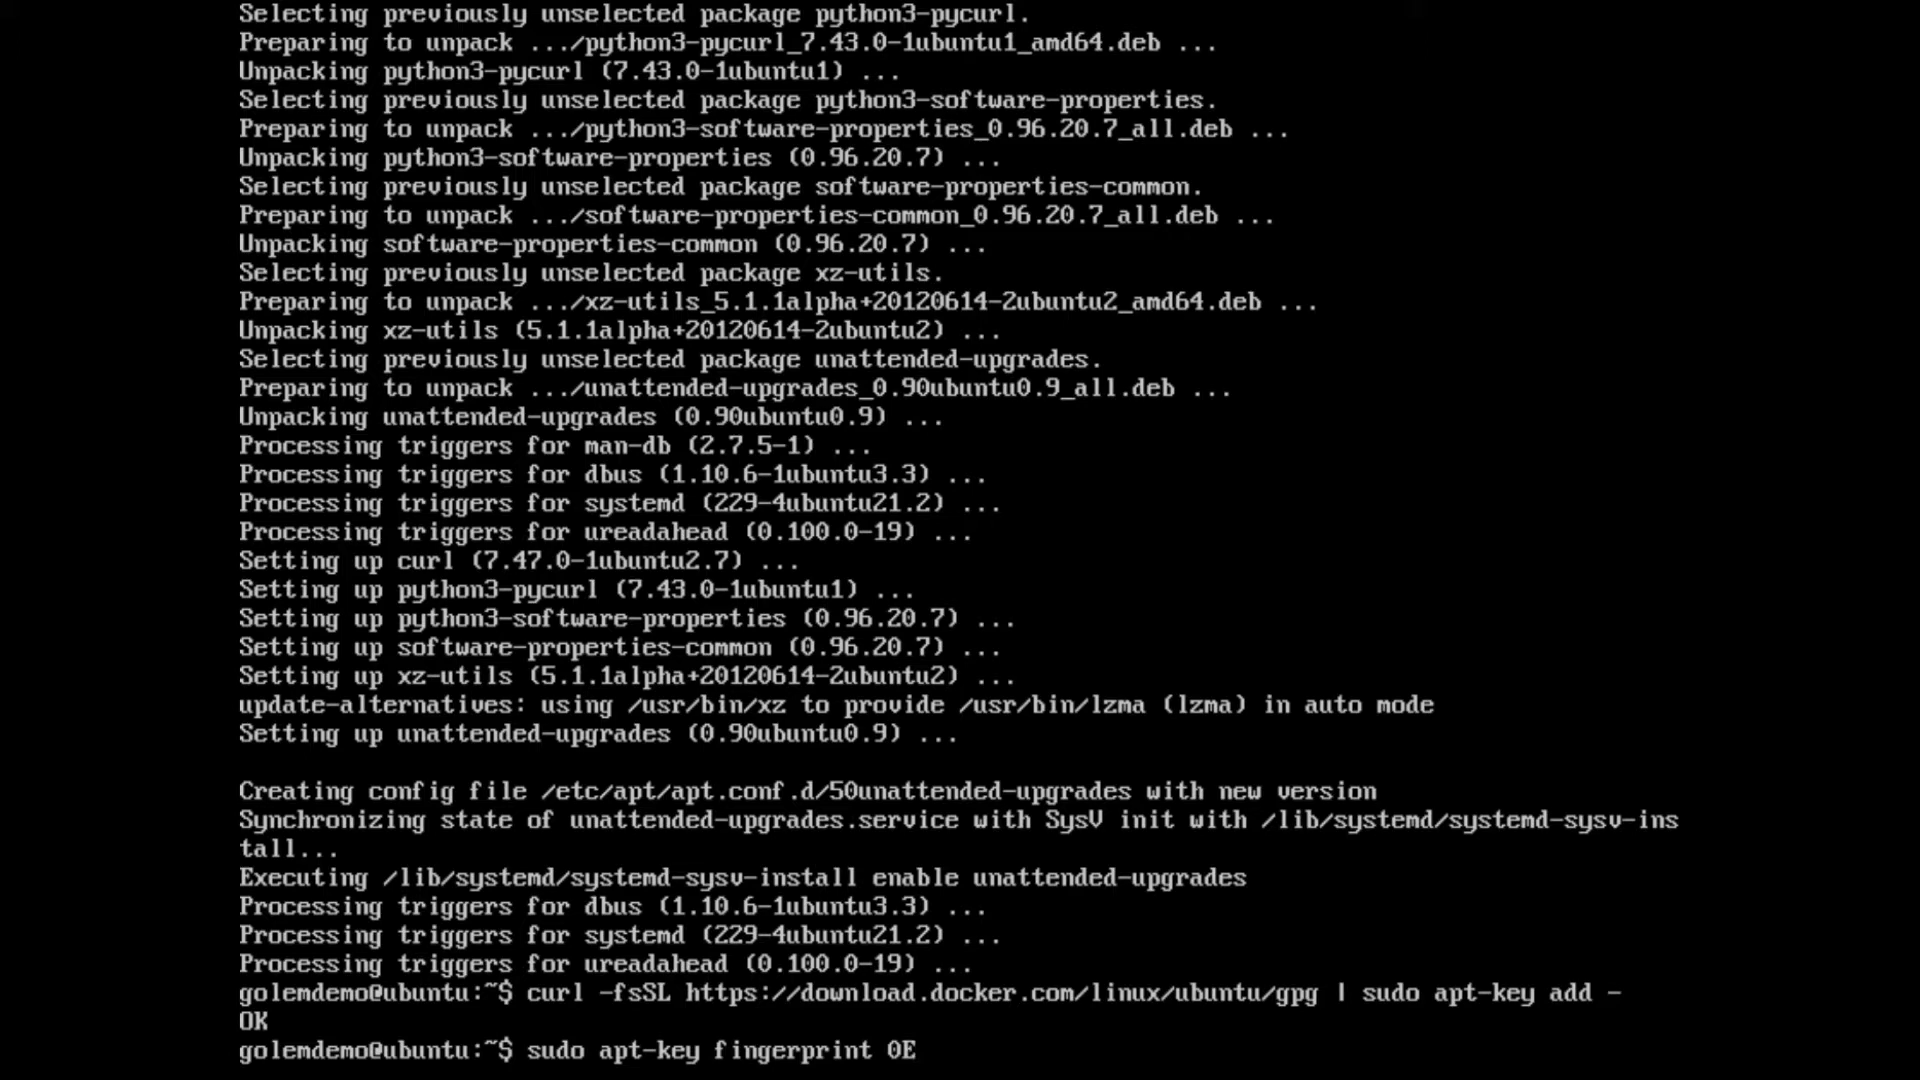 Selecting previously unselected package python3-pycurl.
Preparing to unpack .../python3-pycurl_7.43.0-1ubuntu1_amd64.deb ...
Unpacking python3-pycurl (7.43.0-1ubuntu1) ...
Selecting previously unselected package python3-software-properties.
Preparing to unpack .../python3-software-properties_0.96.20.7_all.deb ...
Unpacking python3-software-properties (0.96.20.7) ...
Selecting previously unselected package software-properties-common.
Preparing to unpack .../software-properties-common_0.96.20.7_all.deb ...
Unpacking software-properties-common (0.96.20.7) ...
Selecting previously unselected package xz-utils.
Preparing to unpack .../xz-utils_5.1.1alpha+20120614-2ubuntu2_amd64.deb ...
Unpacking xz-utils (5.1.1alpha+20120614-2ubuntu2) ...
Selecting previously unselected package unattended-upgrades.
Preparing to unpack .../unattended-upgrades_0.90ubuntu0.9_all.deb ...
Unpacking unattended-upgrades (0.90ubuntu0.9) ...
Processing triggers for man-db (2.7.5-1) ...
Processing triggers for dbus (1.10.6-1ubuntu3.3) ...
Processing triggers for systemd (229-4ubuntu21.2) ...
Processing triggers for ureadahead (0.100.0-19) ...
Setting up curl (7.47.0-1ubuntu2.7) ...
Setting up python3-pycurl (7.43.0-1ubuntu1) ...
Setting up python3-software-properties (0.96.20.7) ...
Setting up software-properties-common (0.96.20.7) ...
Setting up xz-utils (5.1.1alpha+20120614-2ubuntu2) ...
update-alternatives: using /usr/bin/xz to provide /usr/bin/lzma (lzma) in auto mode
Setting up unattended-upgrades (0.90ubuntu0.9) ...
Creating config file /etc/apt/apt.conf.d/50unattended-upgrades with new version
Synchronizing state of unattended-upgrades.service with SysV init with /lib/systemd/systemd-sysv-ins
tall...
Executing /lib/systemd/systemd-sysv-install enable unattended-upgrades
Processing triggers for dbus (1.10.6-1ubuntu3.3) ...
Processing triggers for systemd (229-4ubuntu21.2) ...
Processing triggers for ureadahead (0.100.0-19) ...
golemdemo@ubuntu:~$ curl -fsSL https://download.docker.com/linux/ubuntu/gpg | sudo apt-key add -
OK
golemdemo@ubuntu:~$ sudo apt-key fingerprint 0E